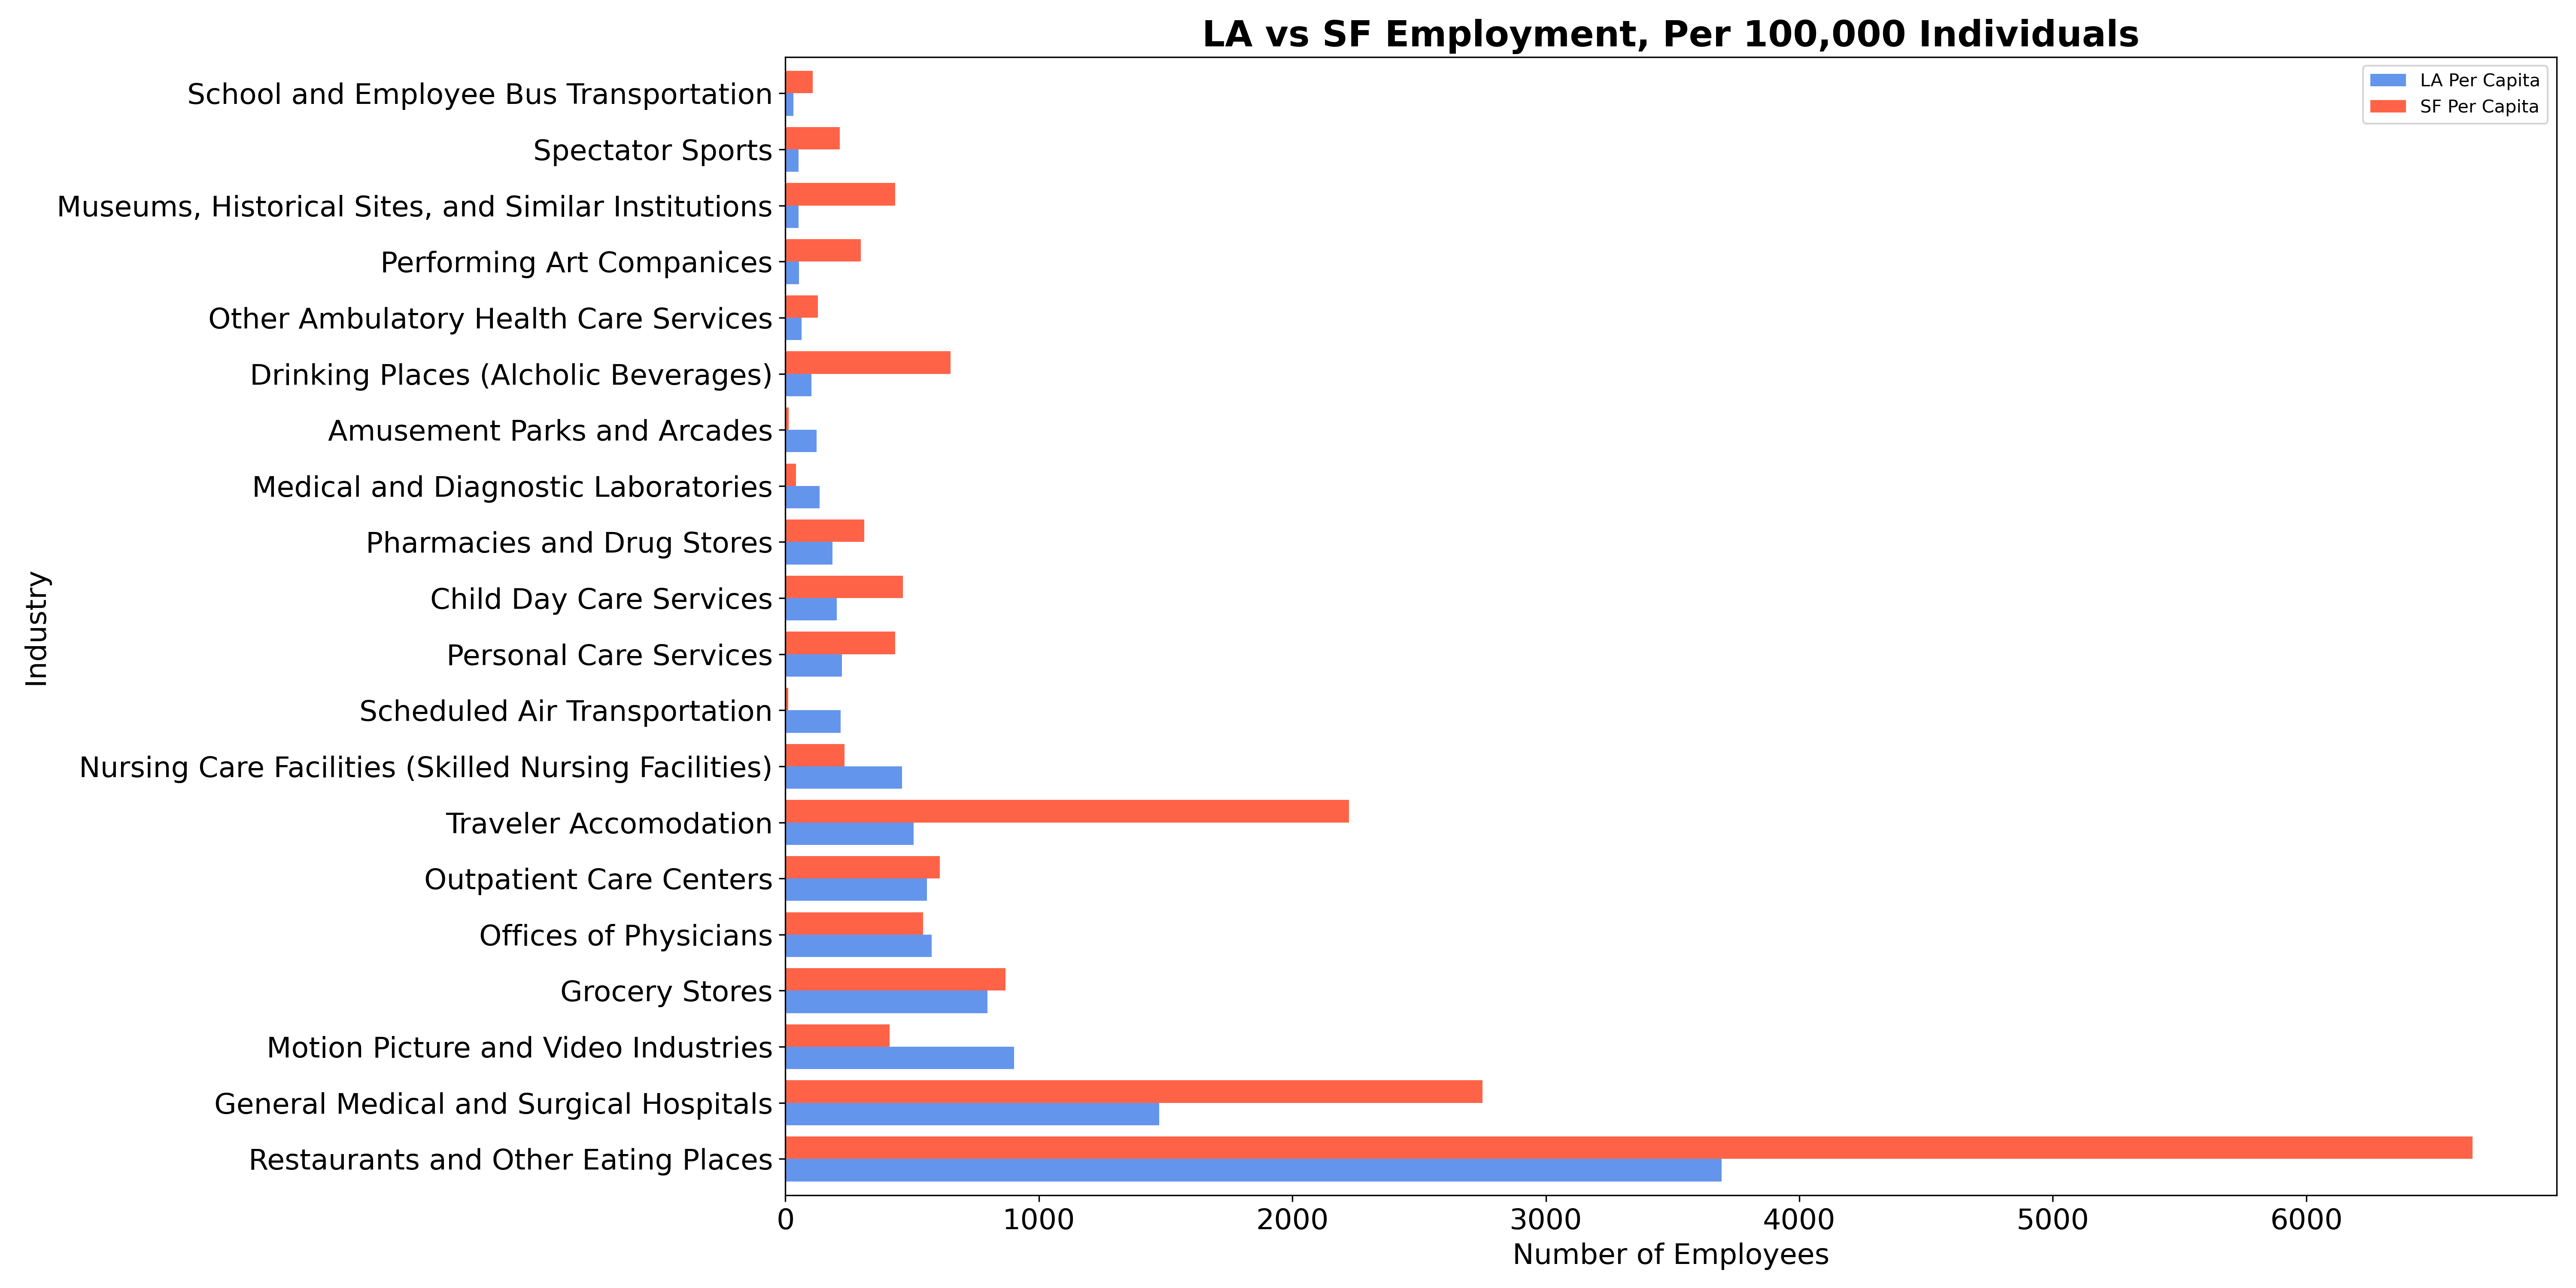 LA vs SF Employment, Per 100,000 Individuals
LA Per Capita
SF Per Capita
School and Employee Bus Transportation
Spectator Sports
Museums, Historical Sites, and Similar Institutions
Performing Art Companices
Other Ambulatory Health Care Services
Drinking Places (Alcholic Beverages)
Amusement Parks and Arcades
Medical and Diagnostic Laboratories
Pharmacies and Drug Stores
Child Day Care Services
Personal Care Services
Scheduled Air Transportation
Nursing Care Facilities (Skilled Nursing Facilities)
Traveler Accomodation
Outpatient Care Centers
Offices of Physicians
Grocery Stores
Motion Picture and Video Industries
General Medical and Surgical Hospitals
Restaurants and Other Eating Places
Industry
0 1000 2000 3000 4000 5000 6000
Number of Employees